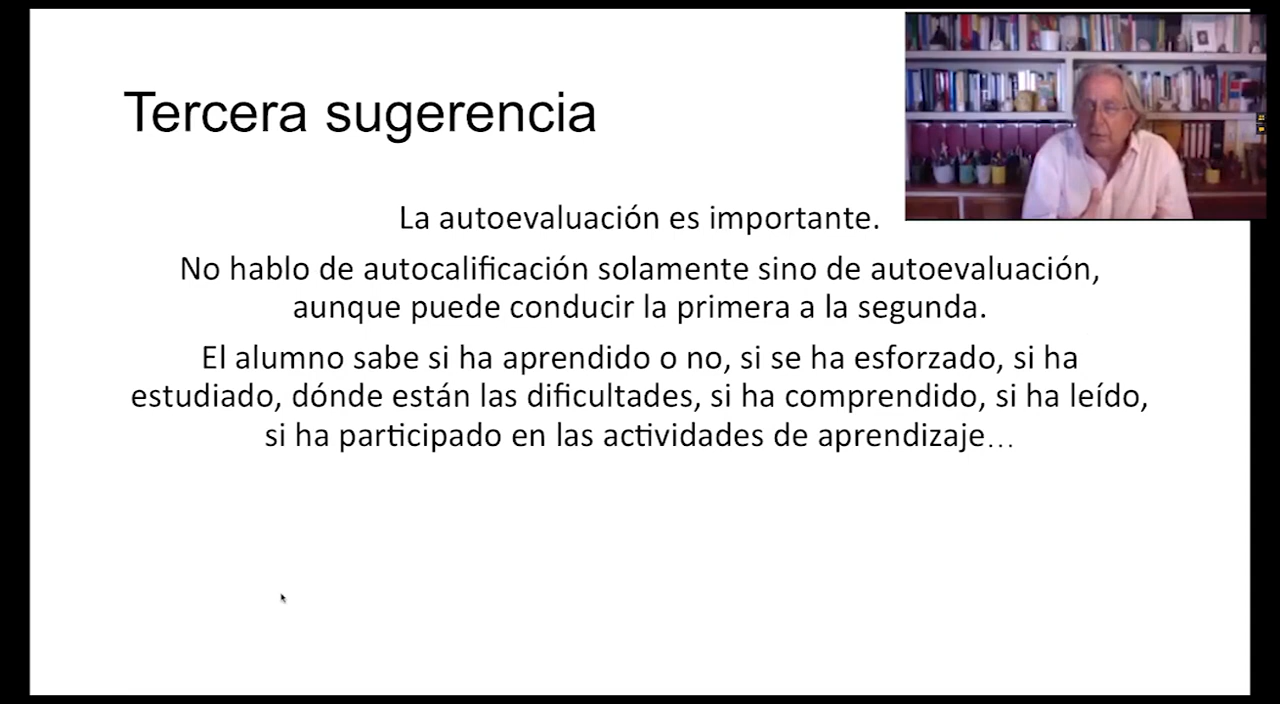 Tercera sugerencia
La autoevaluación es importante.
No hablo de autocalificación solamente sino de autoevaluación,
aunque puede conducir la primera a la segunda.
El alumno sabe si ha aprendido o no, si se ha esforzado, si ha
estudiado, dónde están las dificultades, si ha comprendido, si ha leído,
si ha participado en las actividades de aprendizaje…